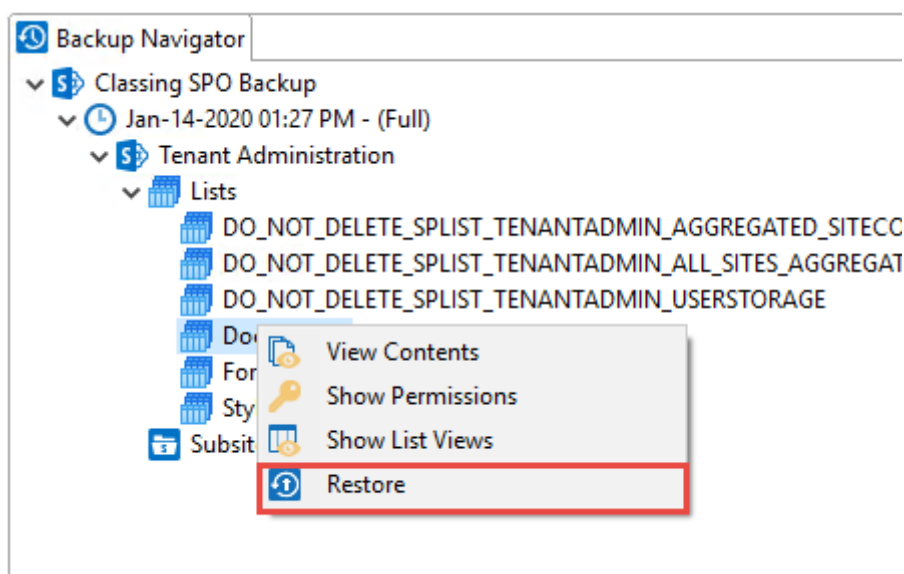 Backup Navigator
Classing SPO Backup
Jan-14-2020 01:27 PM - (Full)
Tenant Administration
Lists
DO_NOT_DELETE_SPLIST_TENANTADMIN_AGGREGATED_SITECO
DO_NOT_DELETE_SPLIST_TENANTADMIN_ALL_SITES_AGGREGAT
DO_NOT_DELETE_SPLIST_TENANTADMIN_USERSTORAGE
Do
View Contents
For
Show Permissions
Sty
Show List Views
Subsit
Restore